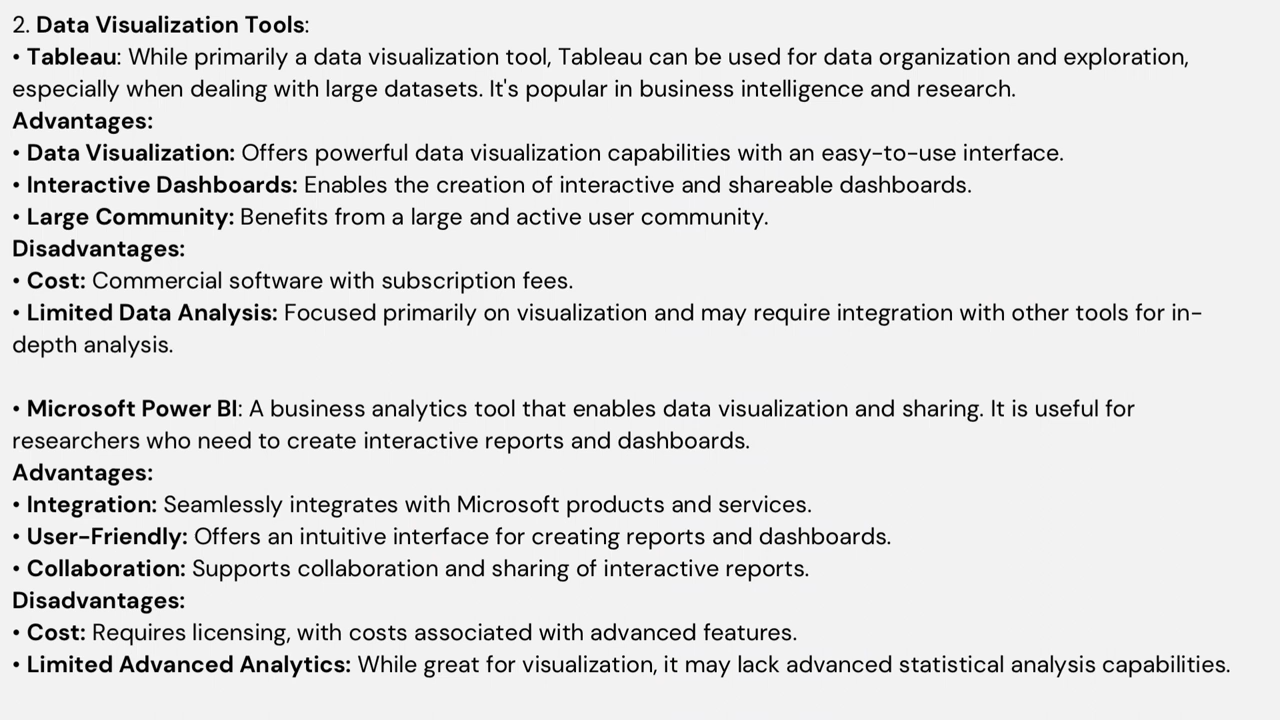 2. Data Visualization Tools:
• Tableau: While primarily a data visualization tool, Tableau can be used for data organization and exploration,
especially when dealing with large datasets. It's popular in business intelligence and research.
Advantages:
• Data Visualization: Offers powerful data visualization capabilities with an easy-to-use interface.
• Interactive Dashboards: Enables the creation of interactive and shareable dashboards.
• Large Community: Benefits from a large and active user community.
Disadvantages:
• Cost: Commercial software with subscription fees.
• Limited Data Analysis: Focused primarily on visualization and may require integration with other tools for in-
depth analysis.
• Microsoft Power BI: A business analytics tool that enables data visualization and sharing. It is useful for
researchers who need to create interactive reports and dashboards.
Advantages:
• Integration: Seamlessly integrates with Microsoft products and services.
• User-Friendly: Offers an intuitive interface for creating reports and dashboards.
• Collaboration: Supports collaboration and sharing of interactive reports.
Disadvantages:
• Cost: Requires licensing, with costs associated with advanced features.
• Limited Advanced Analytics: While great for visualization, it may lack advanced statistical analysis capabilities.